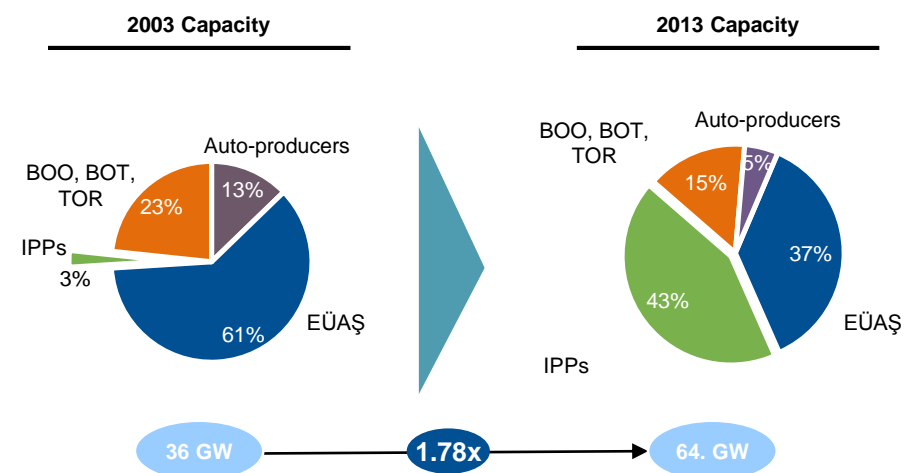 2003 Capacity
2013 Capacity
Auto-producers
13%
BOO, BOT,
TOR
23%
IPPs
3%
61%
EÜAŞ
Auto-producers
5%
BOO, BOT,
TOR
15%
37%
43%
EÜAŞ
IPPs
36 GW
1.78x
64. GW